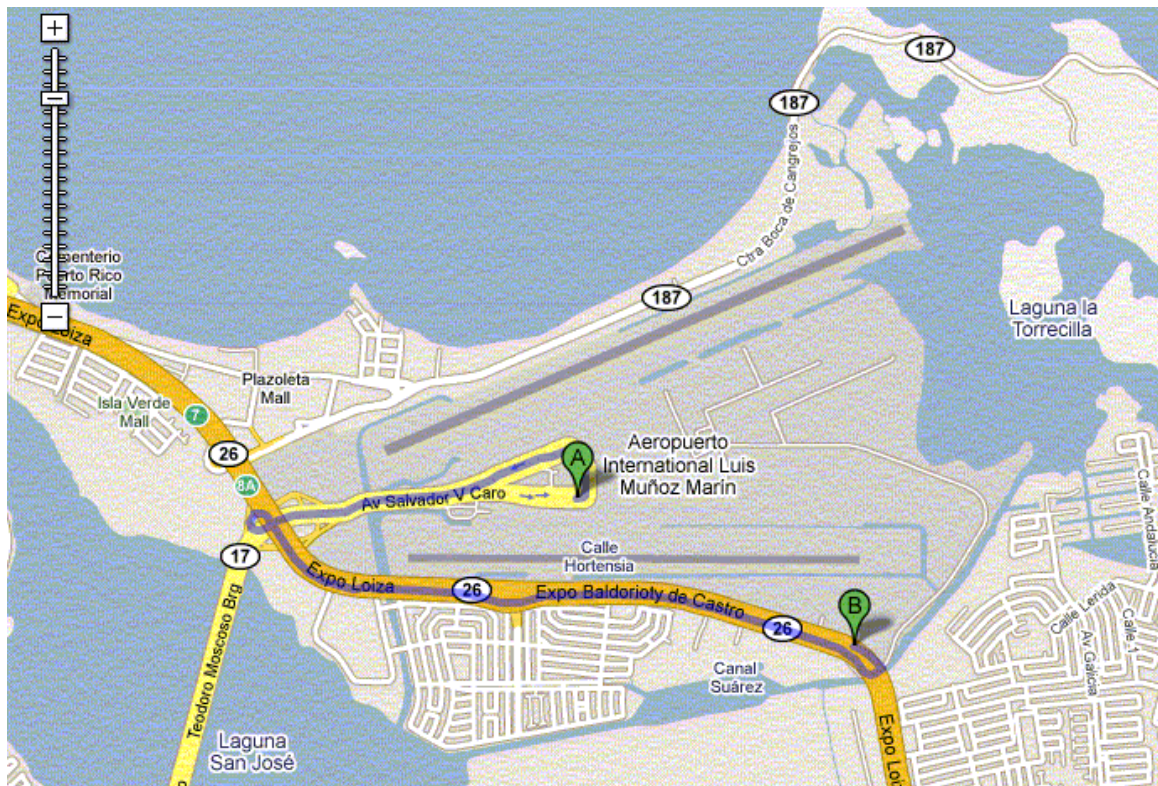 187
187
Ctra Boca de Cangrejos
Cementerio
Puerto Rico
Memorial
187
Laguna la
Torrecilla
Expo Loiza
Plazoleta
Mall
Isla Verde
Mall
7
26
8A
A
Aeropuerto
International Luis
Muñoz Marín
Av Salvador V Caro
Calle Andalucia
17
Calle
Hortensia
Expo Loiza
26
Expo Baldorioty de Castro
26
B
Calle Lerida
Calle 1
Av Galicia
Teodoro Moscoso Brg
Canal
Suárez
Laguna
San José
Expo Loiz